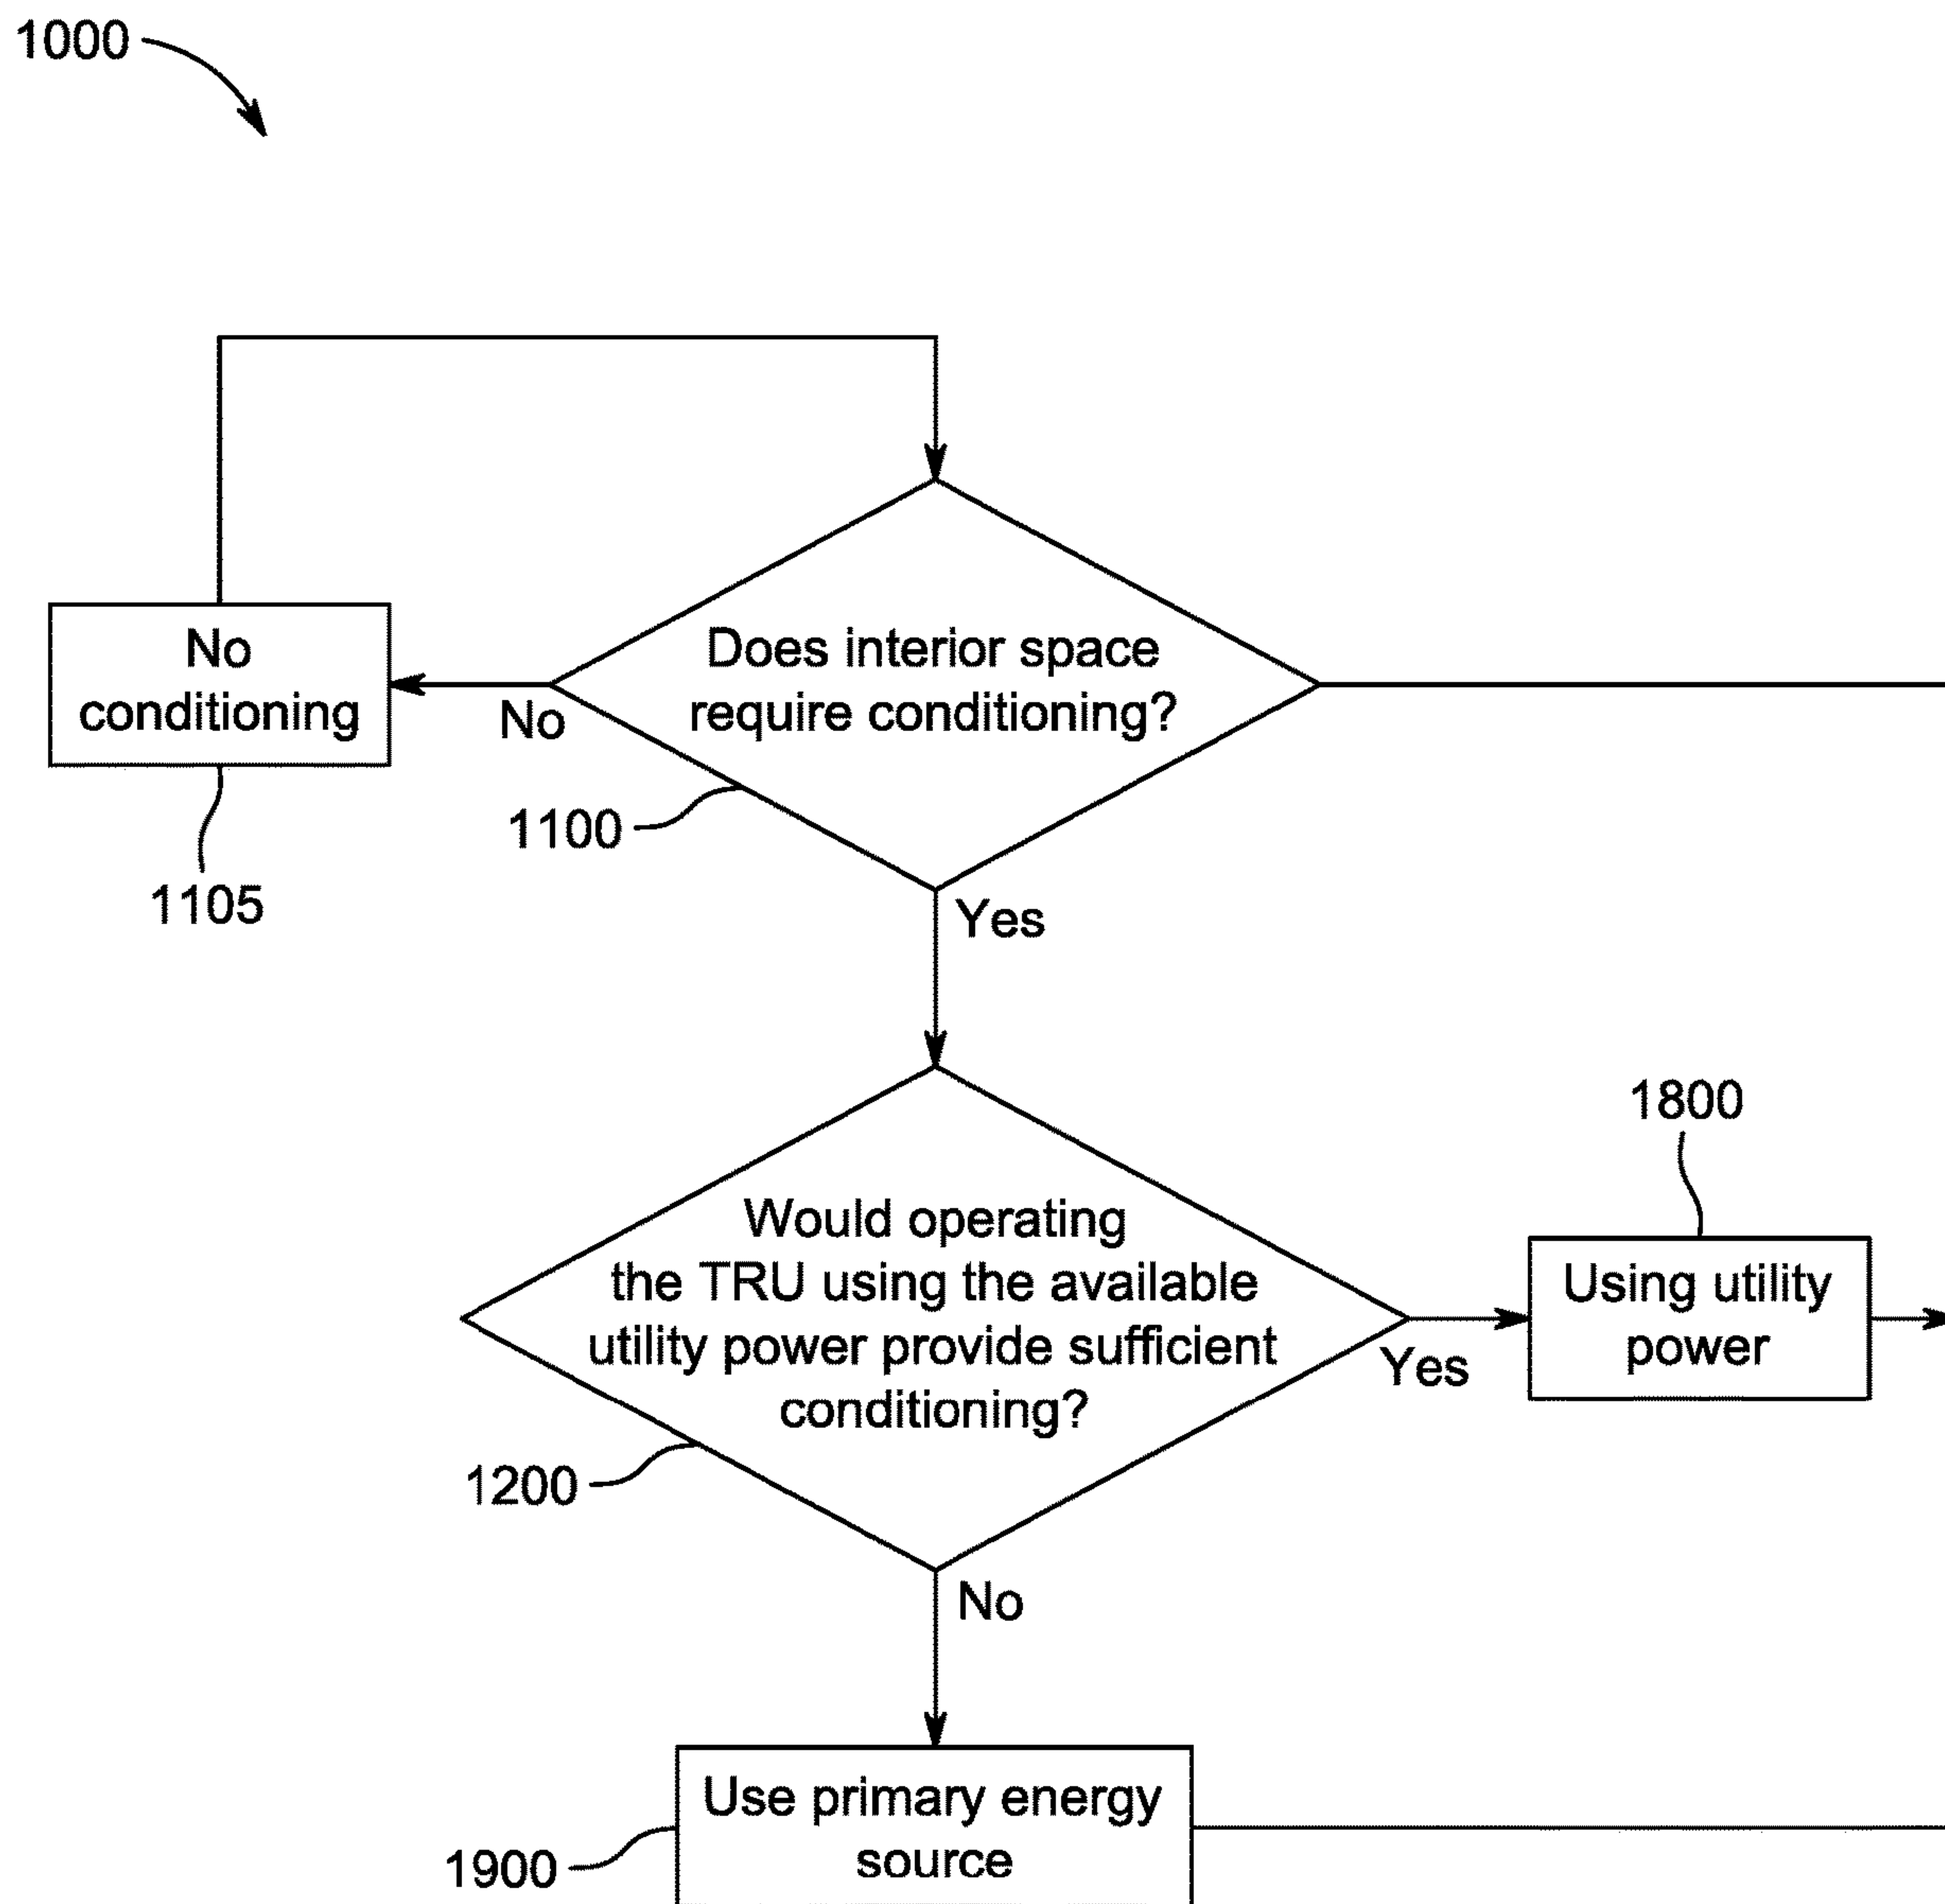 1000
Does interior space
require conditioning?
No
conditioning
No
1100
1105
Yes
1800
Would operating
the TRU using the available
utility power provide sufficient
conditioning?
Using utility
power
Yes
1200
No
Use primary energy
source
1900